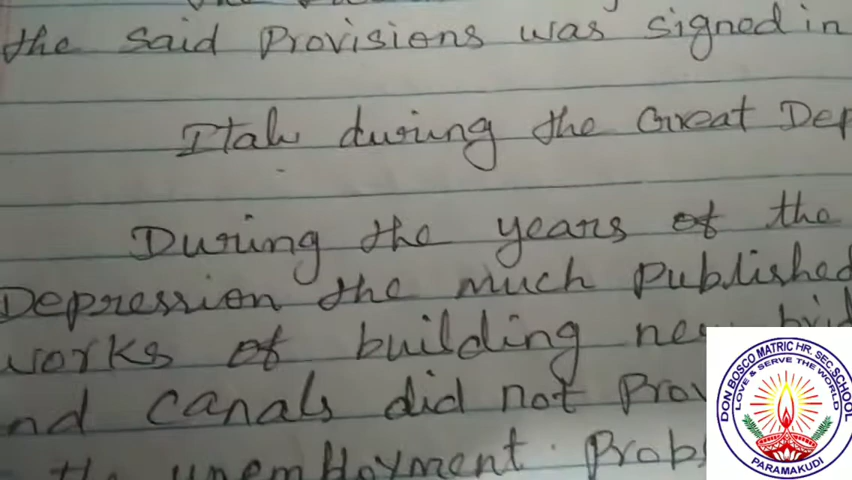 the said Provisions was signed in
Italy during the Great Dep
During the years of the
Depression the much published
works of building new brid
nd canals did not Prov
the unemployment Prob
DON BOSCO MATRIC HR. SEC SCHOOL
LOVE & SERVE THE WORLD
PARAMAKUDI